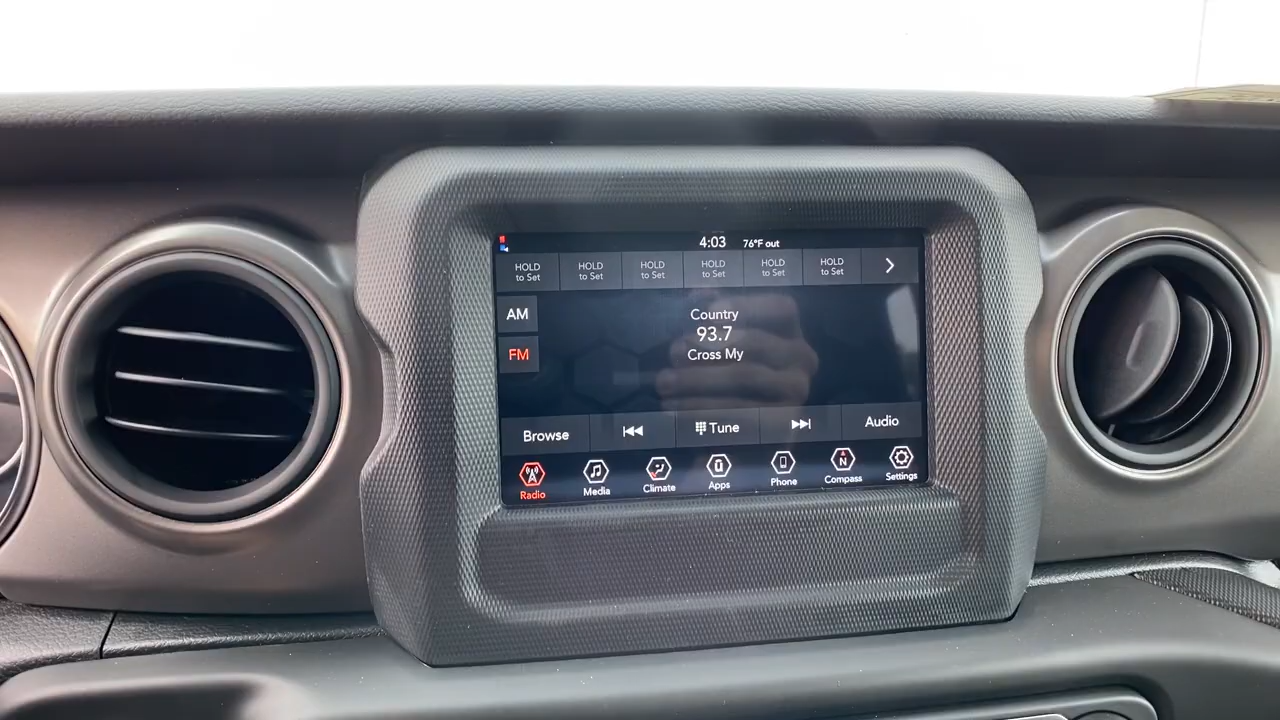 4:03 76°F out
HOLD to Set
HOLD to Set
HOLD to Set
HOLD to Set
HOLD to Set
HOLD to Set
AM
Country
93.7
FM
Cross My
Browse Tune Audio
Radio Media Climate Apps Phone N Compass Settings